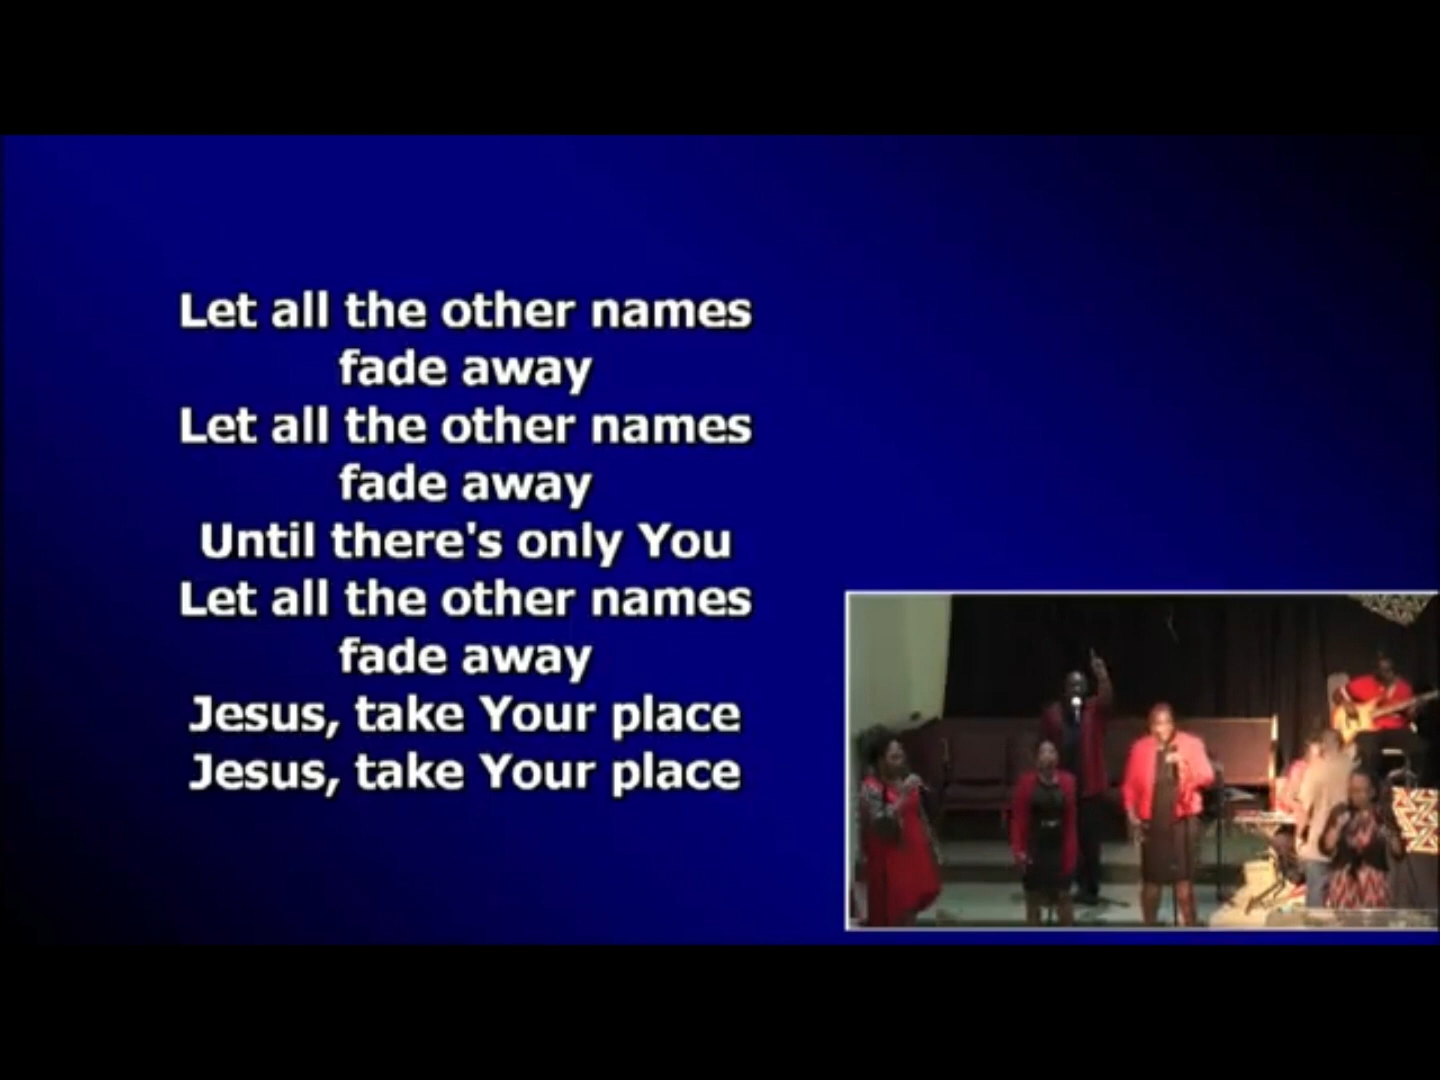 Let all the other names
fade away
Let all the other names
fade away
Until there's only You
Let all the other names
fade away
Jesus, take Your place
Jesus, take Your place